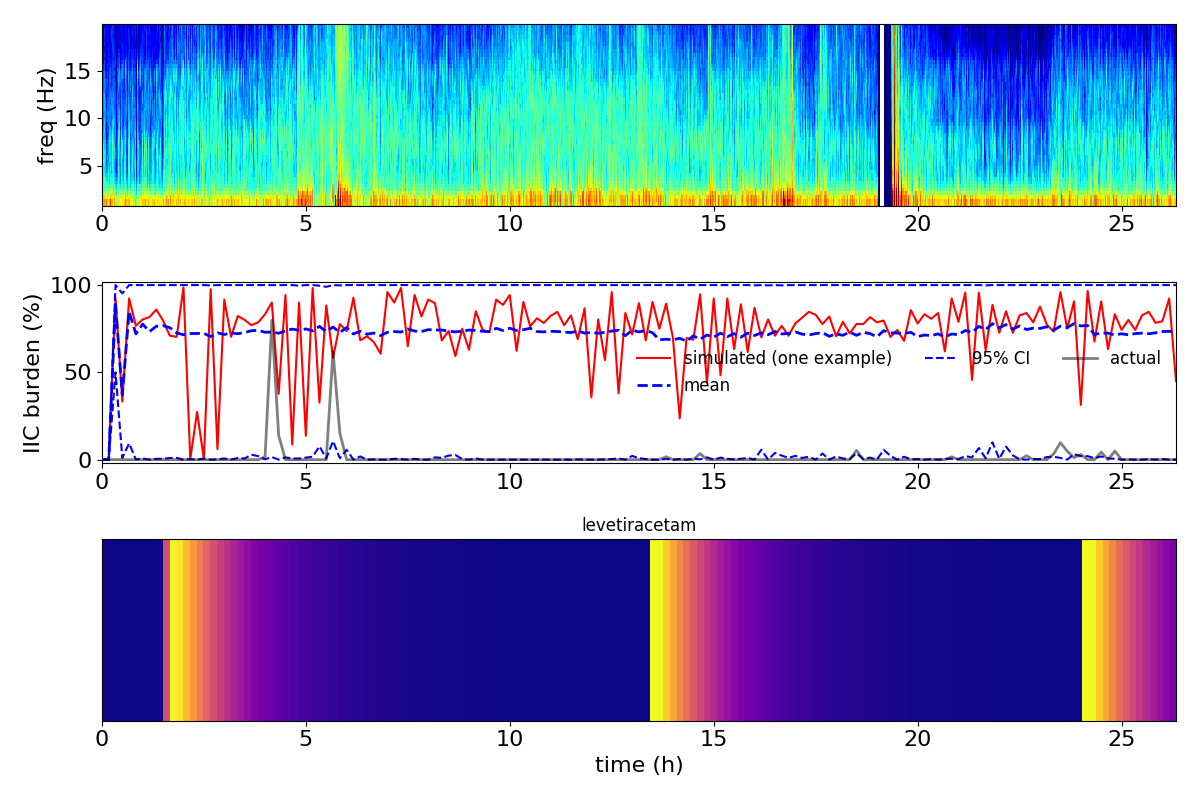 freq (Hz)
15
10
5
0 5 10 15 20 25
IIC burden (%)
100
50
0
simulated (one example) 95% CI actual
mean
0 5 10 15 20 25
levetiracetam
0 5 10 15 20 25
time (h)